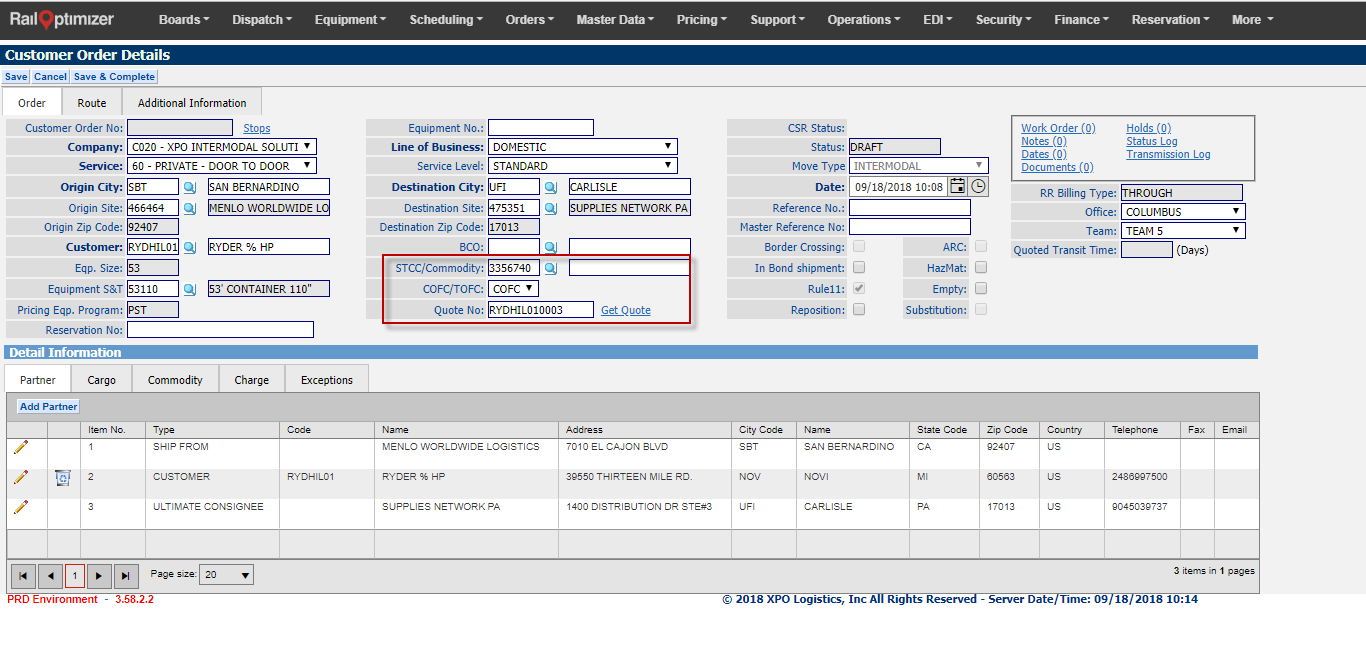 RailOptimizer Boards Dispatch Equipment Scheduling Orders Master Data Pricing Support Operations EDI Security Finance Reservation More
Customer Order Details
Save Cancel Save & Complete
Order Route Additional Information
Customer Order No: Stops Equipment No.: CSR Status: Work Order (0) Holds (0)
Company: C020 - XPO INTERMODAL SOLUTI Line of Business: DOMESTIC Status: DRAFT Notes (0) Status Log
Service: 60 - PRIVATE - DOOR TO DOOR Service Level: STANDARD Move Type INTERMODAL Dates (0) Transmission Log
Documents (0)
Origin City: SBT SAN BERNARDINO Destination City: UFI CARLISLE Date: 09/18/2018 10:08 RR Billing Type: THROUGH
Origin Site: 466464 MENLO WORLDWIDE LO Destination Site: 475351 SUPPLIES NETWORK PA Reference No.: Office: COLUMBUS
Origin Zip Code: 92407 Destination Zip Code: 17013 Master Reference No: Team: TEAM 5
Customer: RYDHIL01 RYDER % HP BCO: Border Crossing: ARC: Quoted Transit Time: (Days)
Eqp. Size: 53 STCC/Commodity: 3356740 In Bond shipment: HazMat:
Equipment S&T 53110 53' CONTAINER 110" COFC/TOFC: COFC Rule11: Empty:
Pricing Eqp. Program: PST Quote No: RYDHIL010003 Get Quote Reposition: Substitution:
Reservation No:
Detail Information
Partner Cargo Commodity Charge Exceptions
Add Partner
Item No. Type Code Name Address City Code Name State Code Zip Code Country Telephone Fax Email
1 SHIP FROM MENLO WORLDWIDE LOGISTICS 7010 EL CAJON BLVD SBT SAN BERNARDINO CA 92407 US
2 CUSTOMER RYDHIL01 RYDER % HP 39550 THIRTEEN MILE RD. NOV NOVI MI 60563 US 2486997500
3 ULTIMATE CONSIGNEE SUPPLIES NETWORK PA 1400 DISTRIBUTION DR STE#3 UFI CARLISLE PA 17013 US 9045039737
1 Page size: 20 3 items in 1 pages
PRD Environment - 3.58.2.2 © 2018 XPO Logistics, Inc All Rights Reserved - Server Date/Time: 09/18/2018 10:14